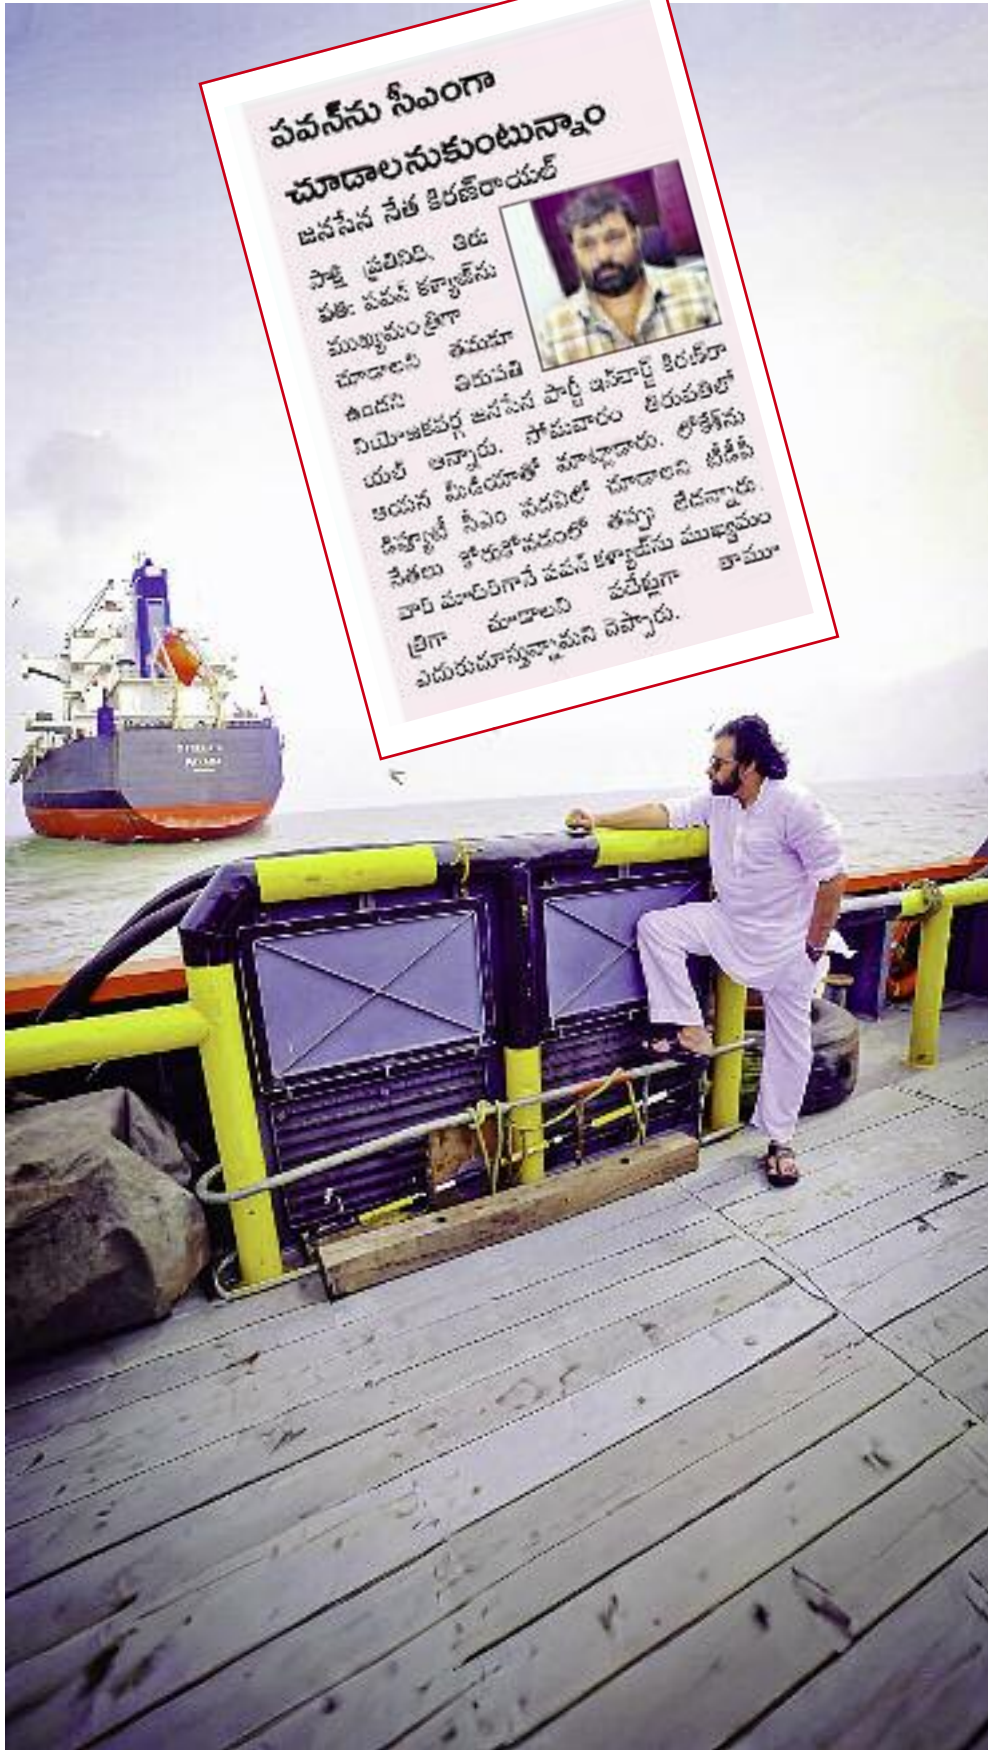 పవన్‌ను సీఎంగా
చూడాలనుకుంటున్నాం
జనసేన నేత కిరణ్‌రాయల్
సాక్షి ప్రతినిధి, తిరు
పతి: పవన్ కళ్యాణ్‌ను
ముఖ్యమంత్రిగా
చూడాలని తమకూ
ఉందని తిరుపతి
నియోజకవర్గ జనసేన పార్టీ ఇన్‌చార్జ్ కిరణ్‌రా
యల్ అన్నారు. సోమవారం తిరుపతిలో
ఆయన మీడియాతో మాట్లాడారు. లోకేశ్‌ను
డిప్యూటీ సీఎం పదవిలో చూడాలని టీడీపీ
నేతలు కోరుకోవడంలో తప్పు లేదన్నారు.
వారి మాదిరిగానే పవన్ కళ్యాణ్‌ను ముఖ్యమం
త్రిగా చూడాలని పదేళ్లుగా తామూ
ఎదురుచూస్తున్నామని చెప్పారు.